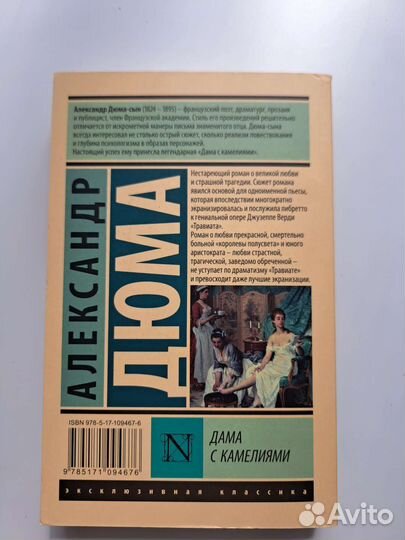 Александр Дюма-сын (1824 – 1895) – французский поэт, драматург, прозаик
и публицист, член Французской академии. Стиль его произведений решительно
отличается от искрометной манеры письма знаменитого отца. Дюма-сына
всегда интересовал не столько острый сюжет, сколько реализм повествования
и глубина психологизма в образах персонажей.
Настоящий успех ему принесла легендарная «Дама с камелиями».
АЛЕКСАНДР
ДЮМА
Нестареющий роман о великой любви
и страшной трагедии. Сюжет романа
явился основой для одноименной пьесы,
которая впоследствии многократно
экранизировалась и послужила либретто
к гениальной опере Джузеппе Верди
«Травиата».
Роман о любви прекрасной, смертельно
больной «королевы полусвета» и юного
аристократа – любви страстной,
трагической, заведомо обреченной –
не уступает по драматизму «Травиате»
и превосходит даже лучшие экранизации.
ISBN 978-5-17-109467-6
9 785171 094676
N
ДАМА
С КАМЕЛИЯМИ
эксклюзивная классика
Avito